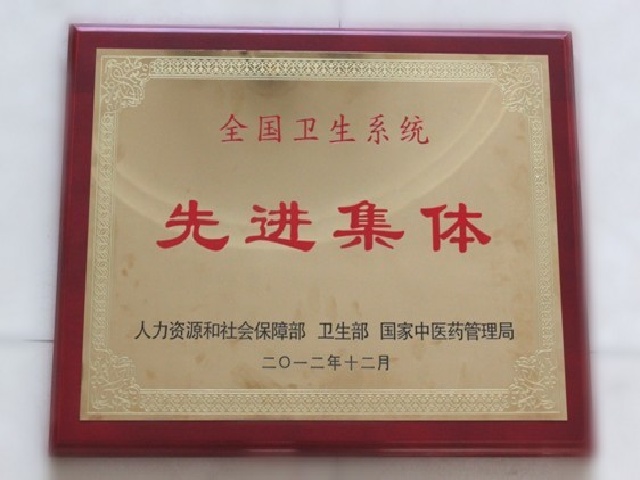 全国卫生系统
先进集体
人力资源和社会保障部 卫生部 国家中医药管理局
二〇一二年十二月